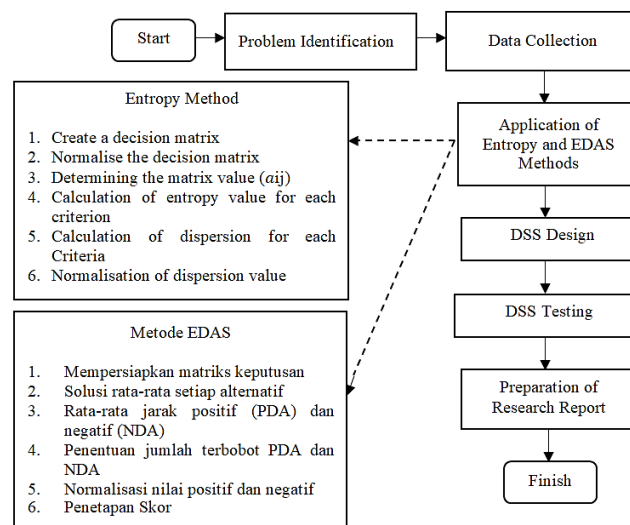 Start
Problem Identification
Data Collection
Entropy Method
1. Create a decision matrix
2. Normalise the decision matrix
3. Determining the matrix value (aij)
4. Calculation of entropy value for each
criterion
5. Calculation of dispersion for each
Criteria
6. Normalisation of dispersion value
Application of
Entropy and EDAS
Methods
DSS Design
DSS Testing
Metode EDAS
1. Mempersiapkan matriks keputusan
2. Solusi rata-rata setiap alternatif
3. Rata-rata jarak positif (PDA) dan
negatif (NDA)
4. Penentuan jumlah terbobot PDA dan
NDA
5. Normalisasi nilai positif dan negatif
6. Penetapan Skor
Preparation of
Research Report
Finish